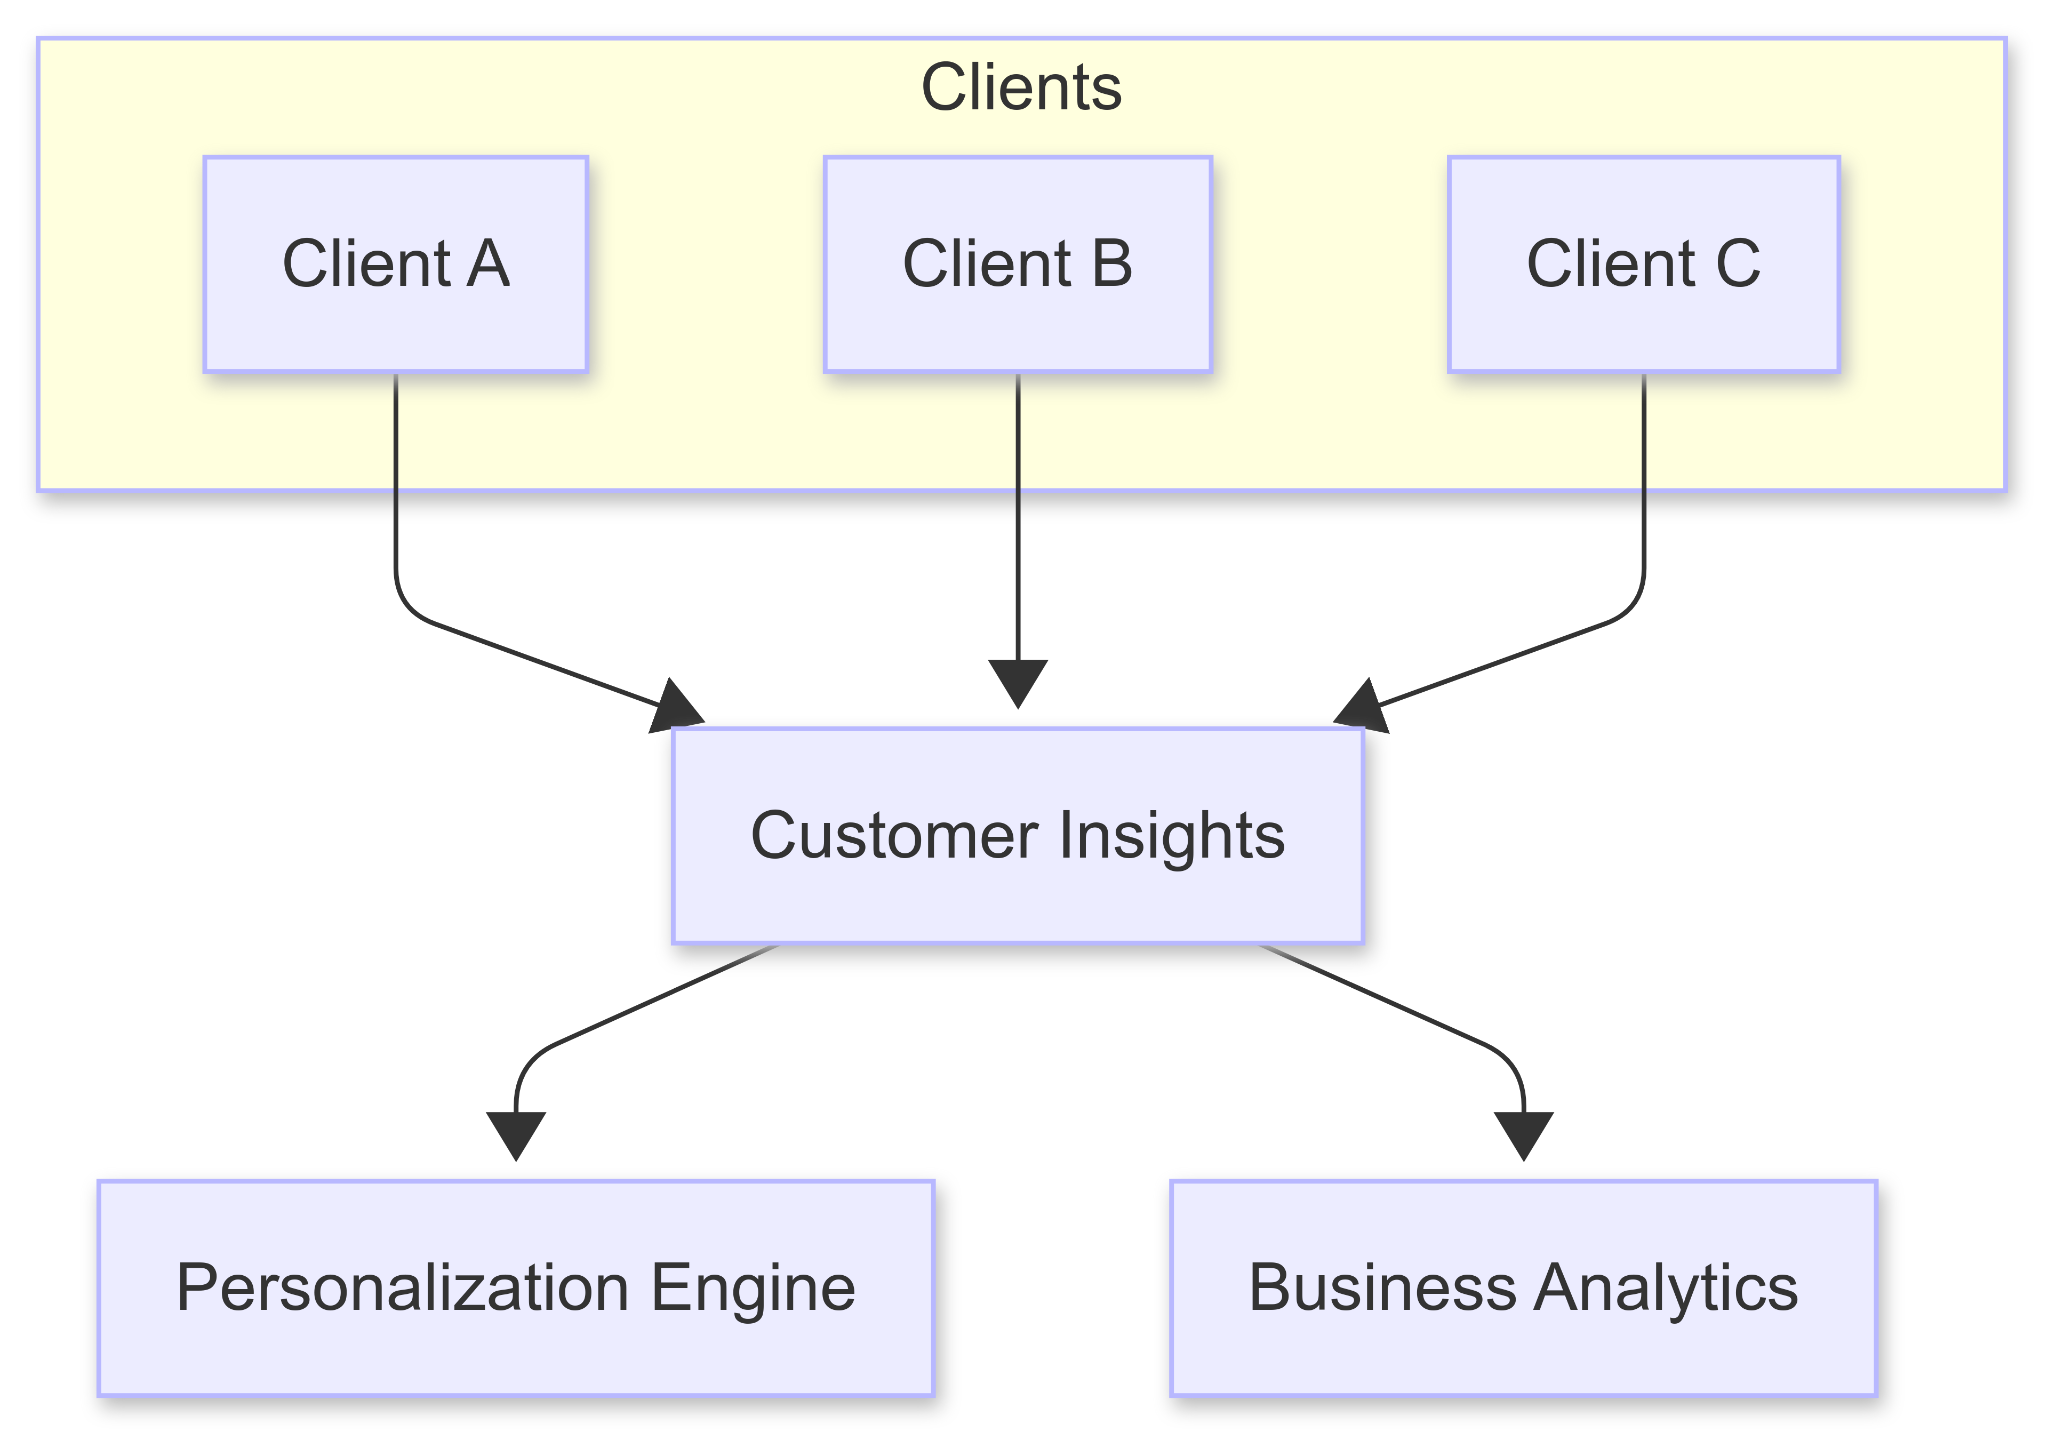 Clients
Client A
Client B
Client C
Customer Insights
Personalization Engine
Business Analytics